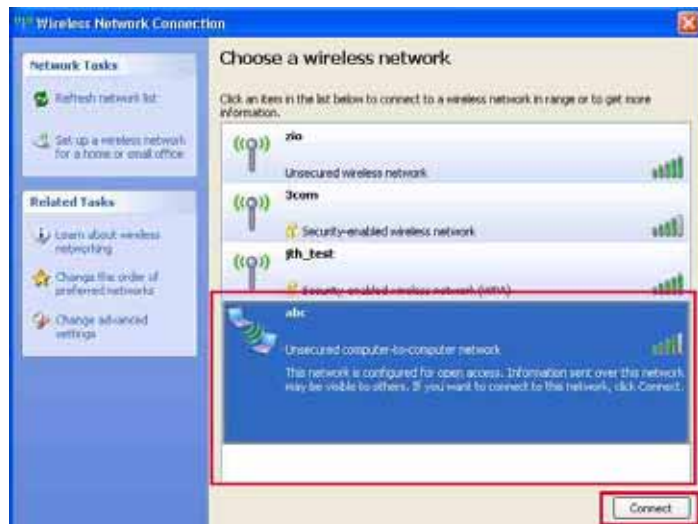 Wireless Network Connection
Network Tasks
Refresh network list
Set up a wireless network
for a home or small office
Related Tasks
Learn about wireless
networking
Change the order of
preferred networks
Change advanced
settings
Choose a wireless network
Click an item in the list below to connect to a wireless network in range or to get more
information.
zio
Unsecured wireless network
3com
Security-enabled wireless network
jth_test
Security-enabled wireless network (WPA)
abc
Unsecured computer-to-computer network
This network is configured for open access. Information sent over this network
may be visible to others. If you want to connect to this network, click Connect.
Connect